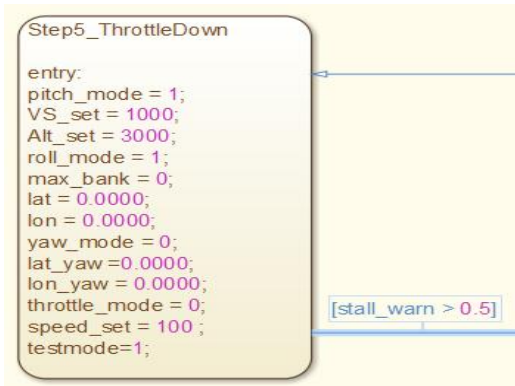 Step5_ThrottleDown
entry:
pitch_mode = 1;
VS_set = 1000;
Alt_set = 3000;
roll_mode = 1;
max_bank = 0;
lat = 0.0000;
lon = 0.0000;
yaw_mode = 0;
lat_yaw =0.0000;
lon_yaw = 0.0000;
throttle_mode = 0;
speed_set = 100 ;
testmode=1;
[stall_warn > 0.5]